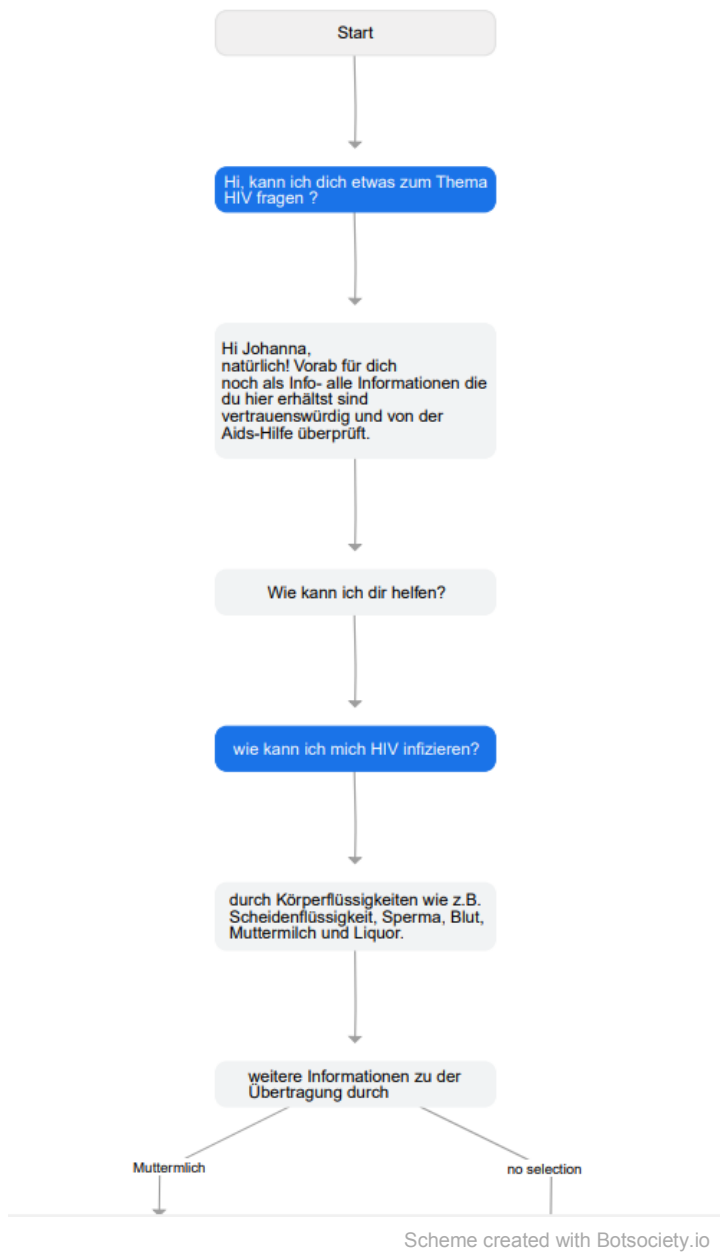 Start
Hi, kann ich dich etwas zum Thema
HIV fragen ?
Hi Johanna,
natürlich! Vorab für dich
noch als Info- alle Informationen die
du hier erhältst sind
vertrauenswürdig und von der
Aids-Hilfe überprüft.
Wie kann ich dir helfen?
wie kann ich mich HIV infizieren?
durch Körperflüssigkeiten wie z.B.
Scheidenflüssigkeit, Sperma, Blut,
Muttermilch und Liquor.
weitere Informationen zu der
Übertragung durch
Muttermlich
no selection
Scheme created with Botsociety.io